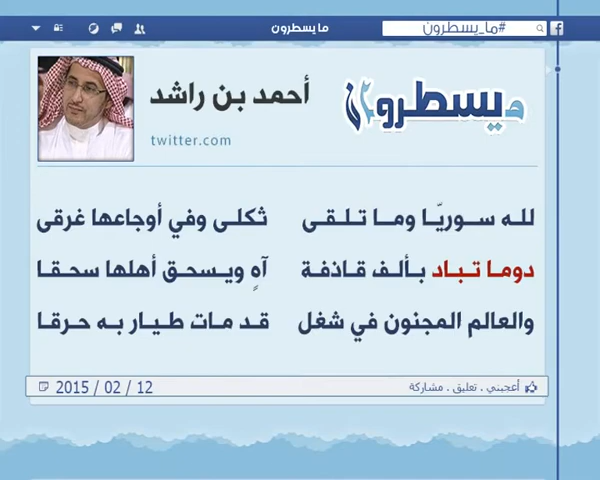 ما يسطرون
#ما_يسطرون
ما يسطرون
أحمد بن راشد
twitter.com
لله سوريّا وما تلقى ثكلى وفي أوجاعها غرقى
دوما تباد بألف قاذفة آهٍ ويسحق أهلها سحقا
والعالم المجنون في شغل قد مات طيار به حرقا
أعجبني . تعليق . مشاركة
2015 / 02 / 12